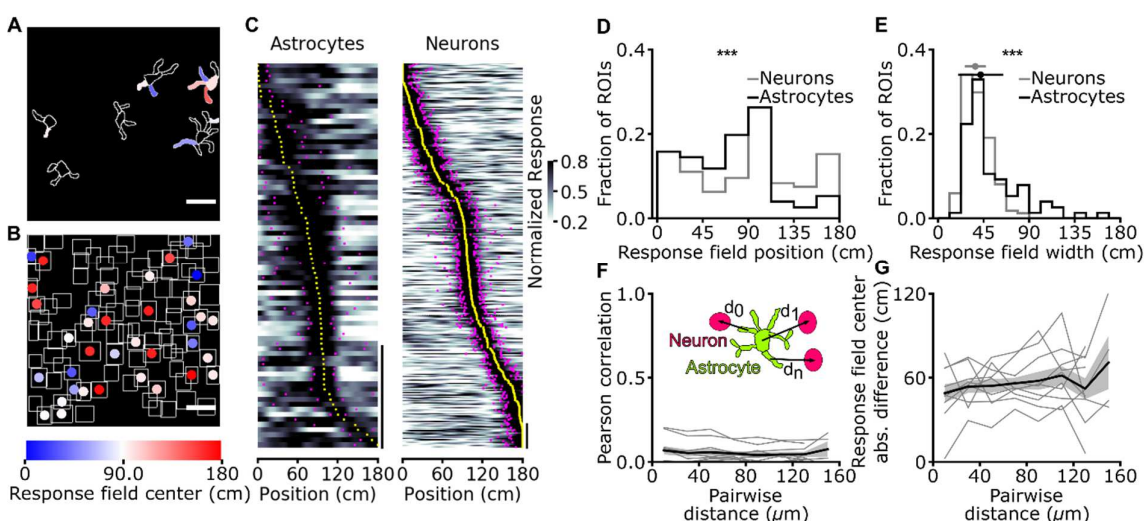 A
B
0
90.0
180
Response field center (cm)
C
Astrocytes
Neurons
0
60
120
180
Position (cm)
0
60
120
180
Position (cm)
Normalized Response
0.8
0.5
0.2
D
***
0.4
0.2
0.0
Fraction of ROIs
Neurons
Astrocytes
0
45
90
135
180
Response field position (cm)
E
***
0.4
0.2
0.0
Fraction of ROIs
Neurons
Astrocytes
0
45
90
135
180
Response field width (cm)
F
1.0
0.5
0.0
Pearson correlation
d0
d1
dn
Neuron
Astrocyte
0
40
80
120
160
Pairwise
distance (μm)
G
120
60
0
Response field center
abs. difference (cm)
0
40
80
120
160
Pairwise
distance (μm)